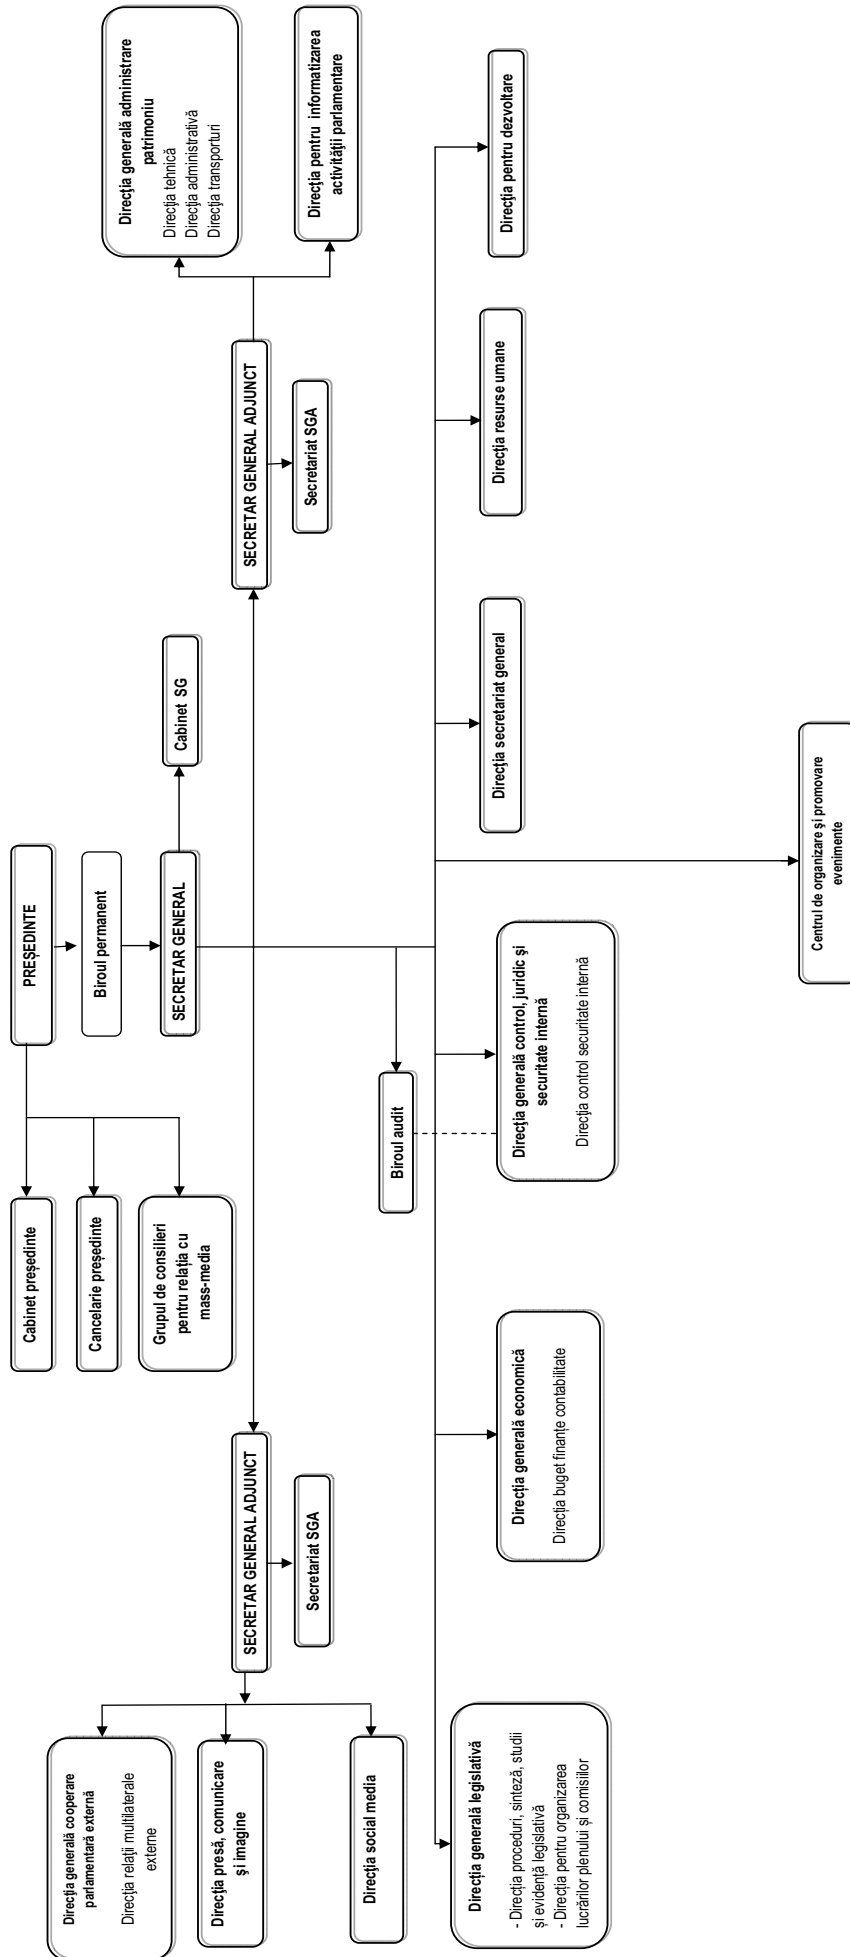 PREȘEDINTE
Biroul permanent
SECRETAR GENERAL
Cabinet SG
Cabinet președinte
Cancelarie președinte
Grupul de consilieri
pentru relația cu
mass-media
SECRETAR GENERAL ADJUNCT
Secretariat SGA
Direcția generală cooperare
parlamentară externă
Direcția relații multilaterale
externe
Direcția presă, comunicare
și imagine
Direcția social media
SECRETAR GENERAL ADJUNCT
Secretariat SGA
Direcția generală administrare
patrimoniu
Direcția tehnică
Direcția administrativă
Direcția transporturi
Direcția pentru informatizarea
activității parlamentare
Biroul audit
Direcția generală legislativă
- Direcția proceduri, sinteză, studii
și evidență legislativă
- Direcția pentru organizarea
lucrărilor plenului și comisiilor
Direcția generală economică
Direcția buget finanțe contabilitate
Direcția generală control, juridic și
securitate internă
Direcția control securitate internă
Direcția secretariat general
Direcția resurse umane
Direcția pentru dezvoltare
Centrul de organizare și promovare
evenimente